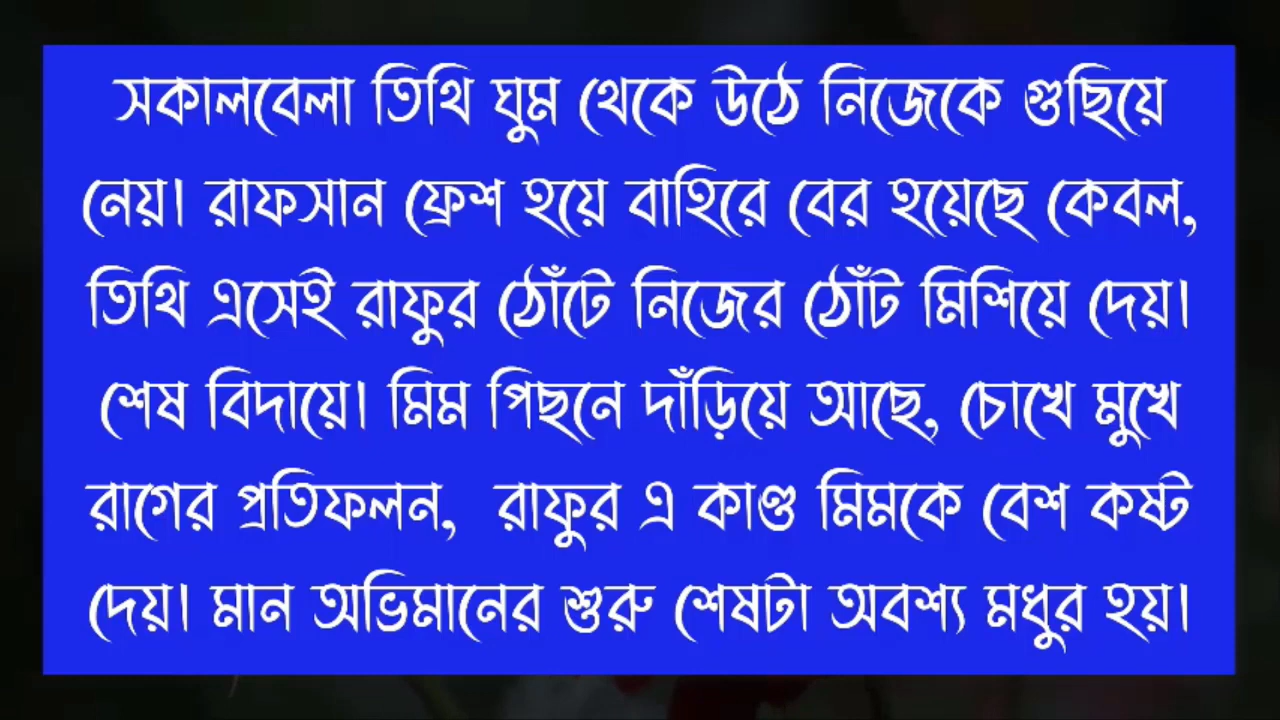 সকালবেলা তিথি ঘুম থেকে উঠে নিজেকে গুছিয়ে
নেয়। রাফসান ফ্রেশ হয়ে বাহিরে বের হয়েছে কেবল,
তিথি এসেই রাফুর ঠোঁটে নিজের ঠোঁট মিশিয়ে দেয়।
শেষ বিদায়ে। মিম পিছনে দাঁড়িয়ে আছে, চোখে মুখে
রাগের প্রতিফলন,  রাফুর এ কাণ্ড মিমকে বেশ কষ্ট
দেয়। মান অভিমানের শুরু শেষটা অবশ্য মধুর হয়।